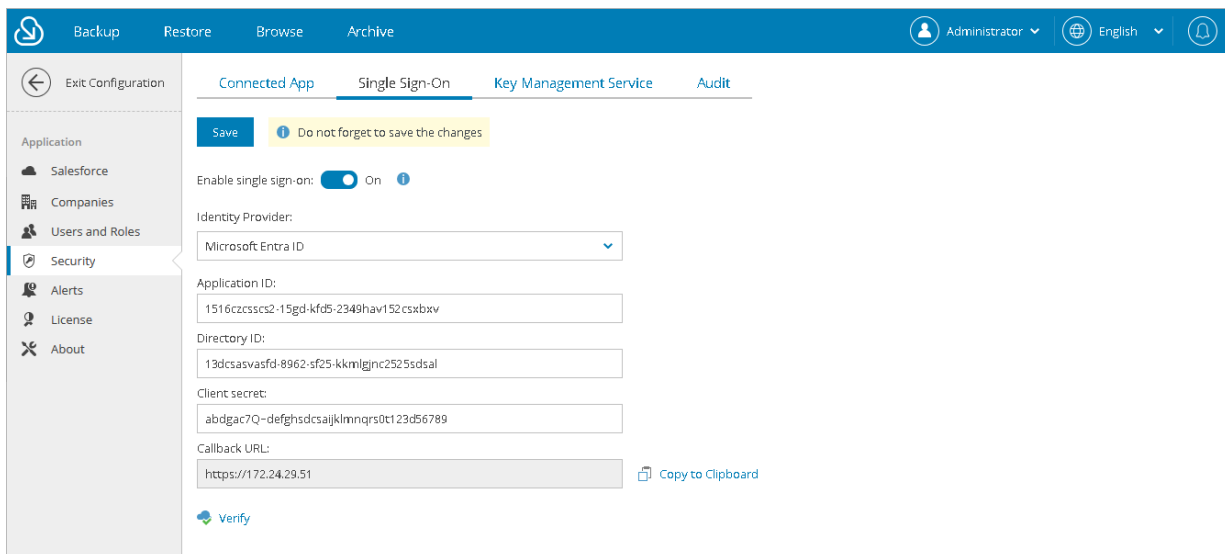 Backup Restore Browse Archive Administrator English
Exit Configuration
Connected App Single Sign-On Key Management Service Audit
Save Do not forget to save the changes
Application
Salesforce
Companies
Users and Roles
Security
Alerts
License
About
Enable single sign-on: On
Identity Provider:
Microsoft Entra ID
Application ID:
1516czcsscs2-15gd-kfd5-2349hav152csxbxv
Directory ID:
13dcsasvasfd-8962-sf25-kkmlgjnc2525sdsal
Client secret:
abdgac7Q~defghsdcsaijklmnqrs0t123d56789
Callback URL:
https://172.24.29.51 Copy to Clipboard
Verify